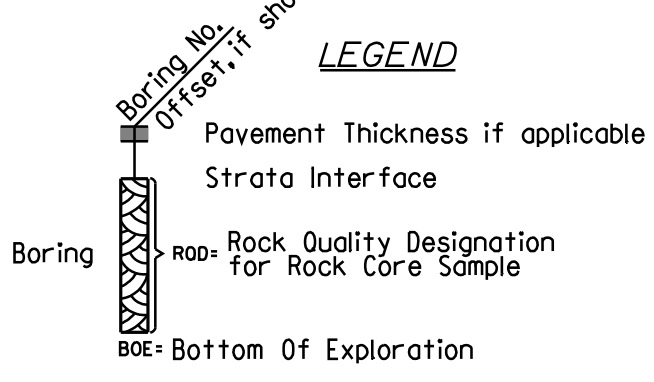 Boring No.
Offset, if
LEGEND
Pavement Thickness if applicable
Strata Interface
Boring
RQD= Rock Quality Designation
for Rock Core Sample
BOE= Bottom Of Exploration